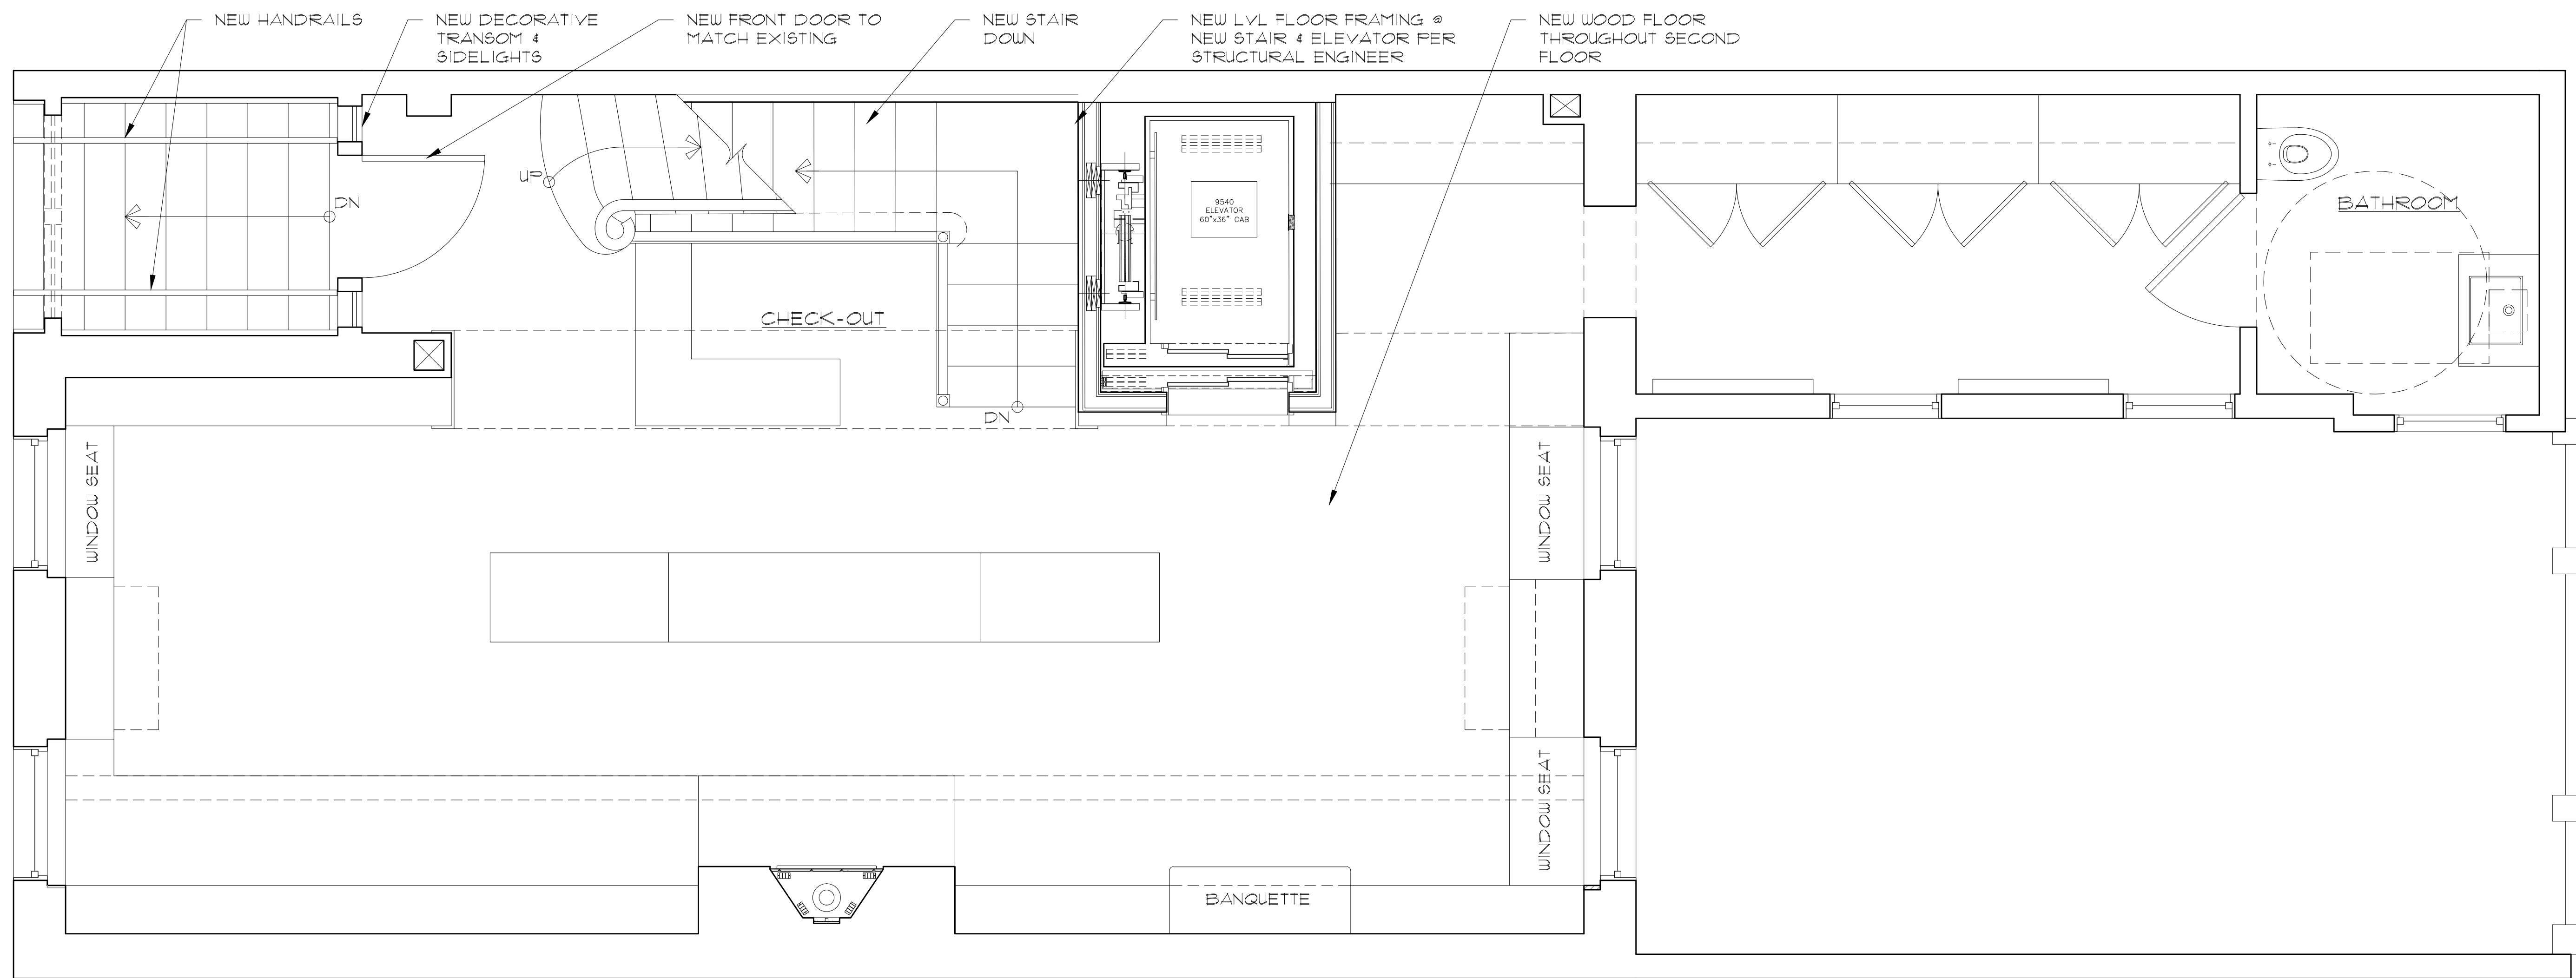 NEW HANDRAILS
NEW DECORATIVE
TRANSOM &
SIDELIGHTS
NEW FRONT DOOR TO
MATCH EXISTING
NEW STAIR
DOWN
NEW LVL FLOOR FRAMING @
NEW STAIR & ELEVATOR PER
STRUCTURAL ENGINEER
NEW WOOD FLOOR
THROUGHOUT SECOND
FLOOR
UP
DN
9540
ELEVATOR
60"x36" CAB
BATHROOM
CHECK-OUT
DN
WINDOW SEAT
WINDOW SEAT
WINDOW SEAT
BANQUETTE